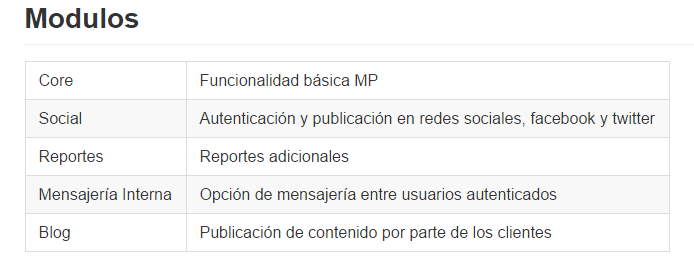 Modulos
Core Funcionalidad básica MP
Social Autenticación y publicación en redes sociales, facebook y twitter
Reportes Reportes adicionales
Mensajería Interna Opción de mensajería entre usuarios autenticados
Blog Publicación de contenido por parte de los clientes